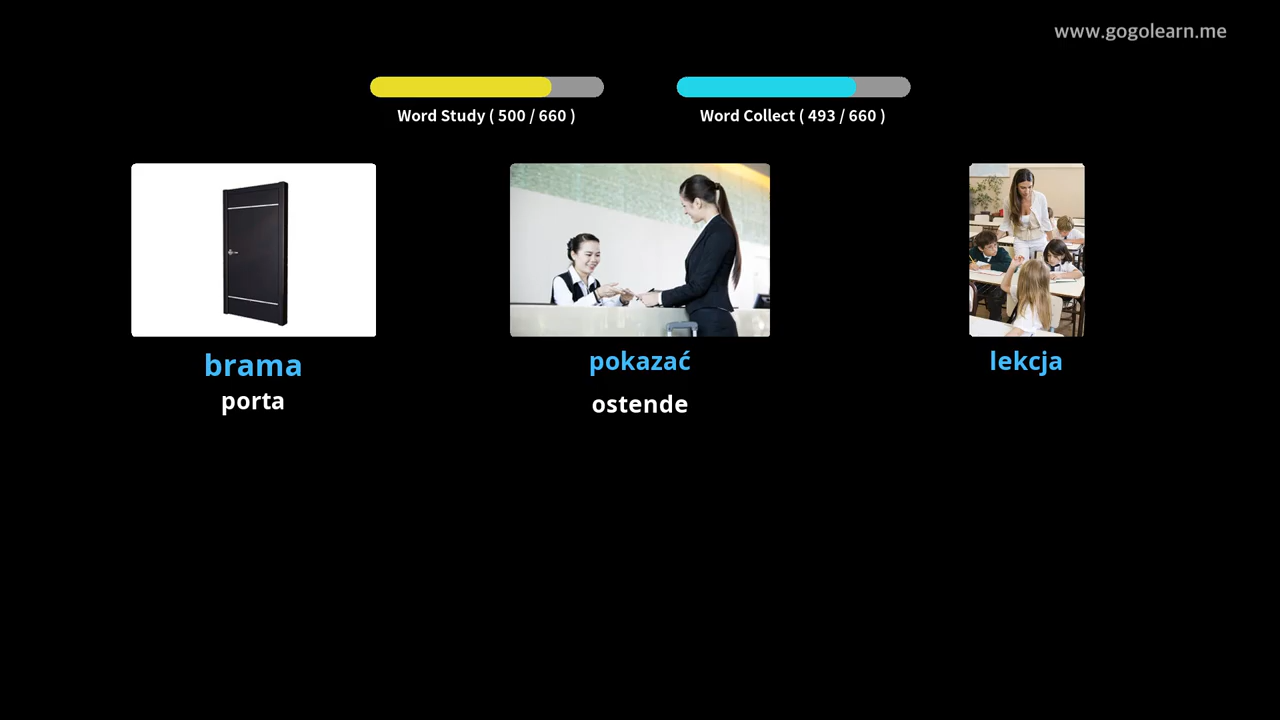 www.gogolearn.me
Word Study ( 500 / 660 )
Word Collect ( 493 / 660 )
brama
porta
pokazać
ostende
lekcja